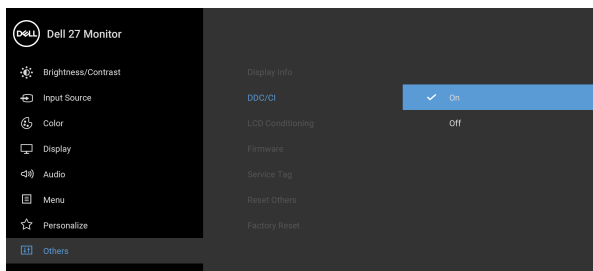 DELL Dell 27 Monitor
Brightness/Contrast
Input Source
Color
Display
Audio
Menu
Personalize
Others
Display Info
DDC/CI
LCD Conditioning
Firmware
Service Tag
Reset Others
Factory Reset
On
Off